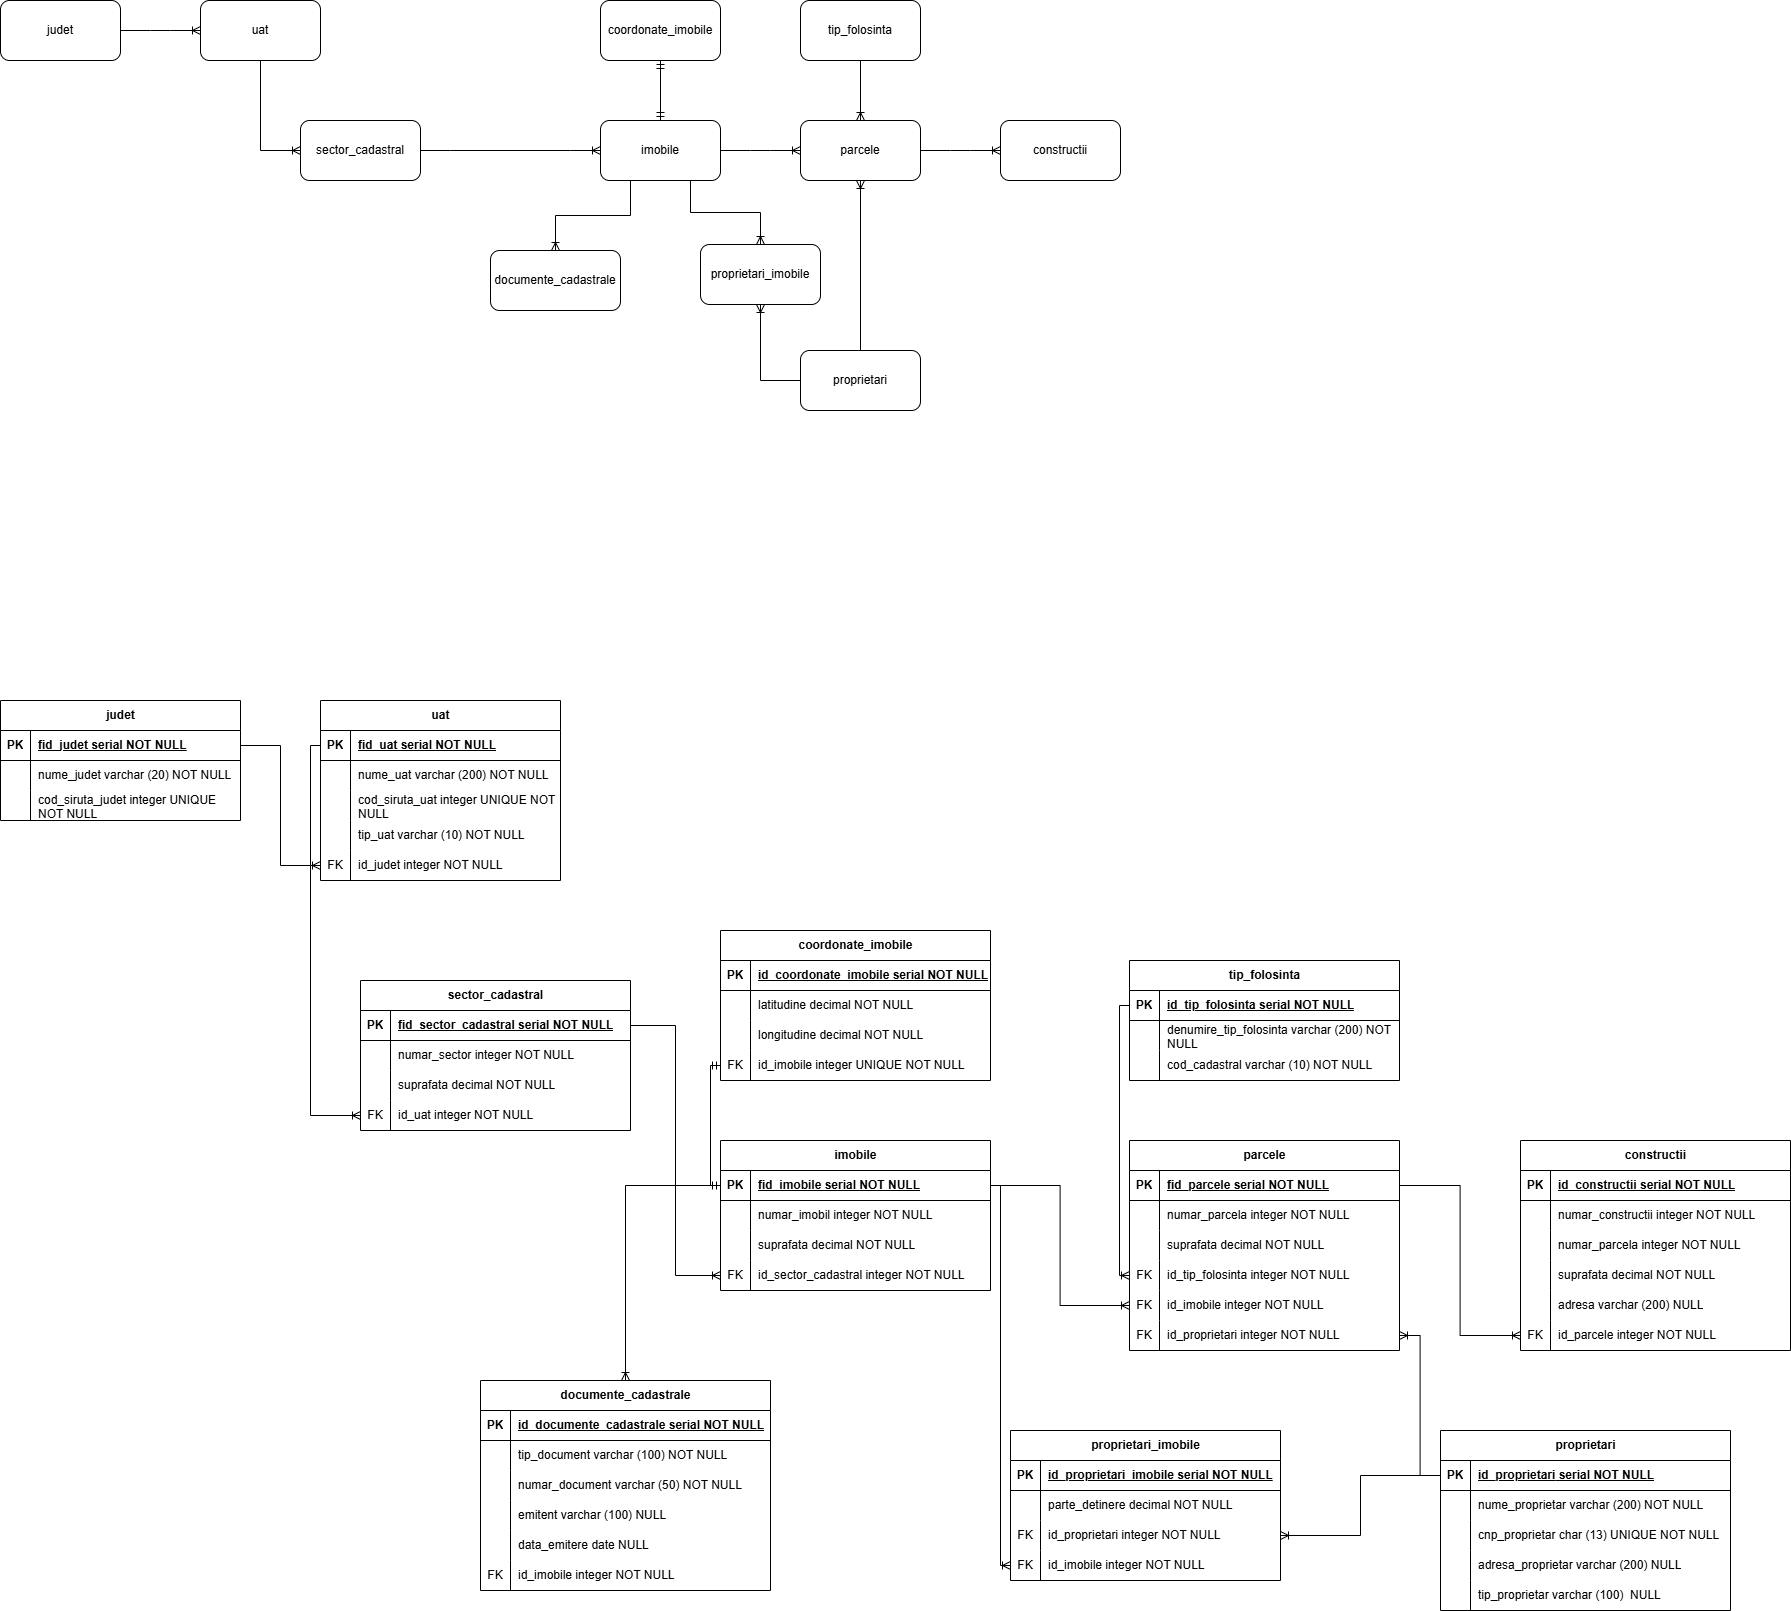 judet
uat
coordonate_imobile
tip_folosinta
sector_cadastral
imobile
parcele
constructii
documente_cadastrale
proprietari_imobile
proprietari
judet
PK fid_judet serial NOT NULL
nume_judet varchar (20) NOT NULL
cod_siruta_judet integer UNIQUE
NOT NULL
uat
PK fid_uat serial NOT NULL
nume_uat varchar (200) NOT NULL
cod_siruta_uat integer UNIQUE NOT
NULL
tip_uat varchar (10) NOT NULL
FK id_judet integer NOT NULL
sector_cadastral
PK fid_sector_cadastral serial NOT NULL
numar_sector integer NOT NULL
suprafata decimal NOT NULL
FK id_uat integer NOT NULL
coordonate_imobile
PK id_coordonate_imobile serial NOT NULL
latitudine decimal NOT NULL
longitudine decimal NOT NULL
FK id_imobile integer UNIQUE NOT NULL
tip_folosinta
PK id_tip_folosinta serial NOT NULL
denumire_tip_folosinta varchar (200) NOT
NULL
cod_cadastral varchar (10) NOT NULL
imobile
PK fid_imobile serial NOT NULL
numar_imobil integer NOT NULL
suprafata decimal NOT NULL
FK id_sector_cadastral integer NOT NULL
parcele
PK fid_parcele serial NOT NULL
numar_parcela integer NOT NULL
suprafata decimal NOT NULL
FK id_tip_folosinta integer NOT NULL
FK id_imobile integer NOT NULL
FK id_proprietari integer NOT NULL
constructii
PK id_constructii serial NOT NULL
numar_constructii integer NOT NULL
numar_parcela integer NOT NULL
suprafata decimal NOT NULL
adresa varchar (200) NULL
FK id_parcele integer NOT NULL
documente_cadastrale
PK id_documente_cadastrale serial NOT NULL
tip_document varchar (100) NOT NULL
numar_document varchar (50) NOT NULL
emitent varchar (100) NULL
data_emitere date NULL
FK id_imobile integer NOT NULL
proprietari_imobile
PK id_proprietari_imobile serial NOT NULL
parte_detinere decimal NOT NULL
FK id_proprietari integer NOT NULL
FK id_imobile integer NOT NULL
proprietari
PK id_proprietari serial NOT NULL
nume_proprietar varchar (200) NOT NULL
cnp_proprietar char (13) UNIQUE NOT NULL
adresa_proprietar varchar (200) NULL
tip_proprietar varchar (100) NULL